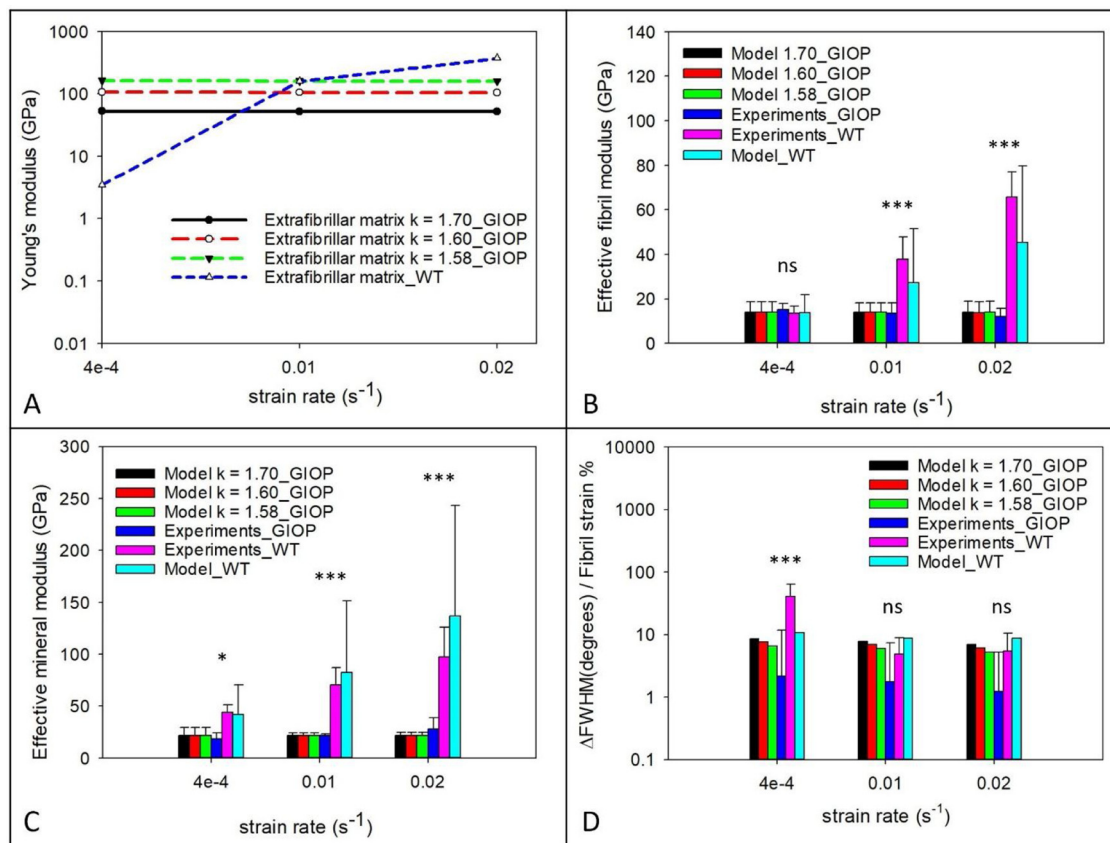 Young's modulus (GPa)
1000
100
10
1
0.1
0.01
Extrafibrillar matrix k = 1.70_GIOP
Extrafibrillar matrix k = 1.60_GIOP
Extrafibrillar matrix k = 1.58_GIOP
Extrafibrillar matrix_WT
4e-4
0.01
0.02
strain rate (s-1)
A
Effective fibril modulus (GPa)
140
120
100
80
60
40
20
0
Model 1.70_GIOP
Model 1.60_GIOP
Model 1.58_GIOP
Experiments_GIOP
Experiments_WT
Model_WT
ns
***
***
4e-4
0.01
0.02
strain rate (s-1)
B
Effective mineral modulus (GPa)
300
250
200
150
100
50
0
Model k = 1.70_GIOP
Model k = 1.60_GIOP
Model k = 1.58_GIOP
Experiments_GIOP
Experiments_WT
Model_WT
*
***
***
4e-4
0.01
0.02
strain rate (s-1)
C
ΔFWHM(degrees) / Fibril strain %
10000
1000
100
10
1
0.1
Model k = 1.70_GIOP
Model k = 1.60_GIOP
Model k = 1.58_GIOP
Experiments_GIOP
Experiments_WT
Model_WT
***
ns
ns
4e-4
0.01
0.02
strain rate (s-1)
D